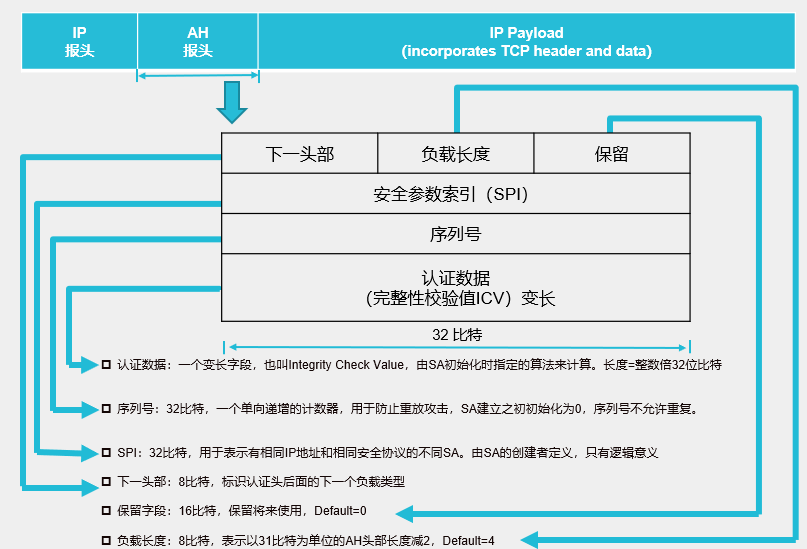 IP
报头
AH
报头
IP Payload
(incorporates TCP header and data)
下一头部
负载长度
保留
安全参数索引（SPI）
序列号
认证数据
（完整性校验值ICV）变长
32 比特
认证数据：一个变长字段，也叫Integrity Check Value，由SA初始化时指定的算法来计算。长度=整数倍32位比特
序列号：32比特，一个单向递增的计数器，用于防止重放攻击，SA建立之初初始化为0，序列号不允许重复。
SPI：32比特，用于表示有相同IP地址和相同安全协议的不同SA。由SA的创建者定义，只有逻辑意义
下一头部：8比特，标识认证头后面的下一个负载类型
保留字段：16比特，保留将来使用，Default=0
负载长度：8比特，表示以31比特为单位的AH头部长度减2，Default=4